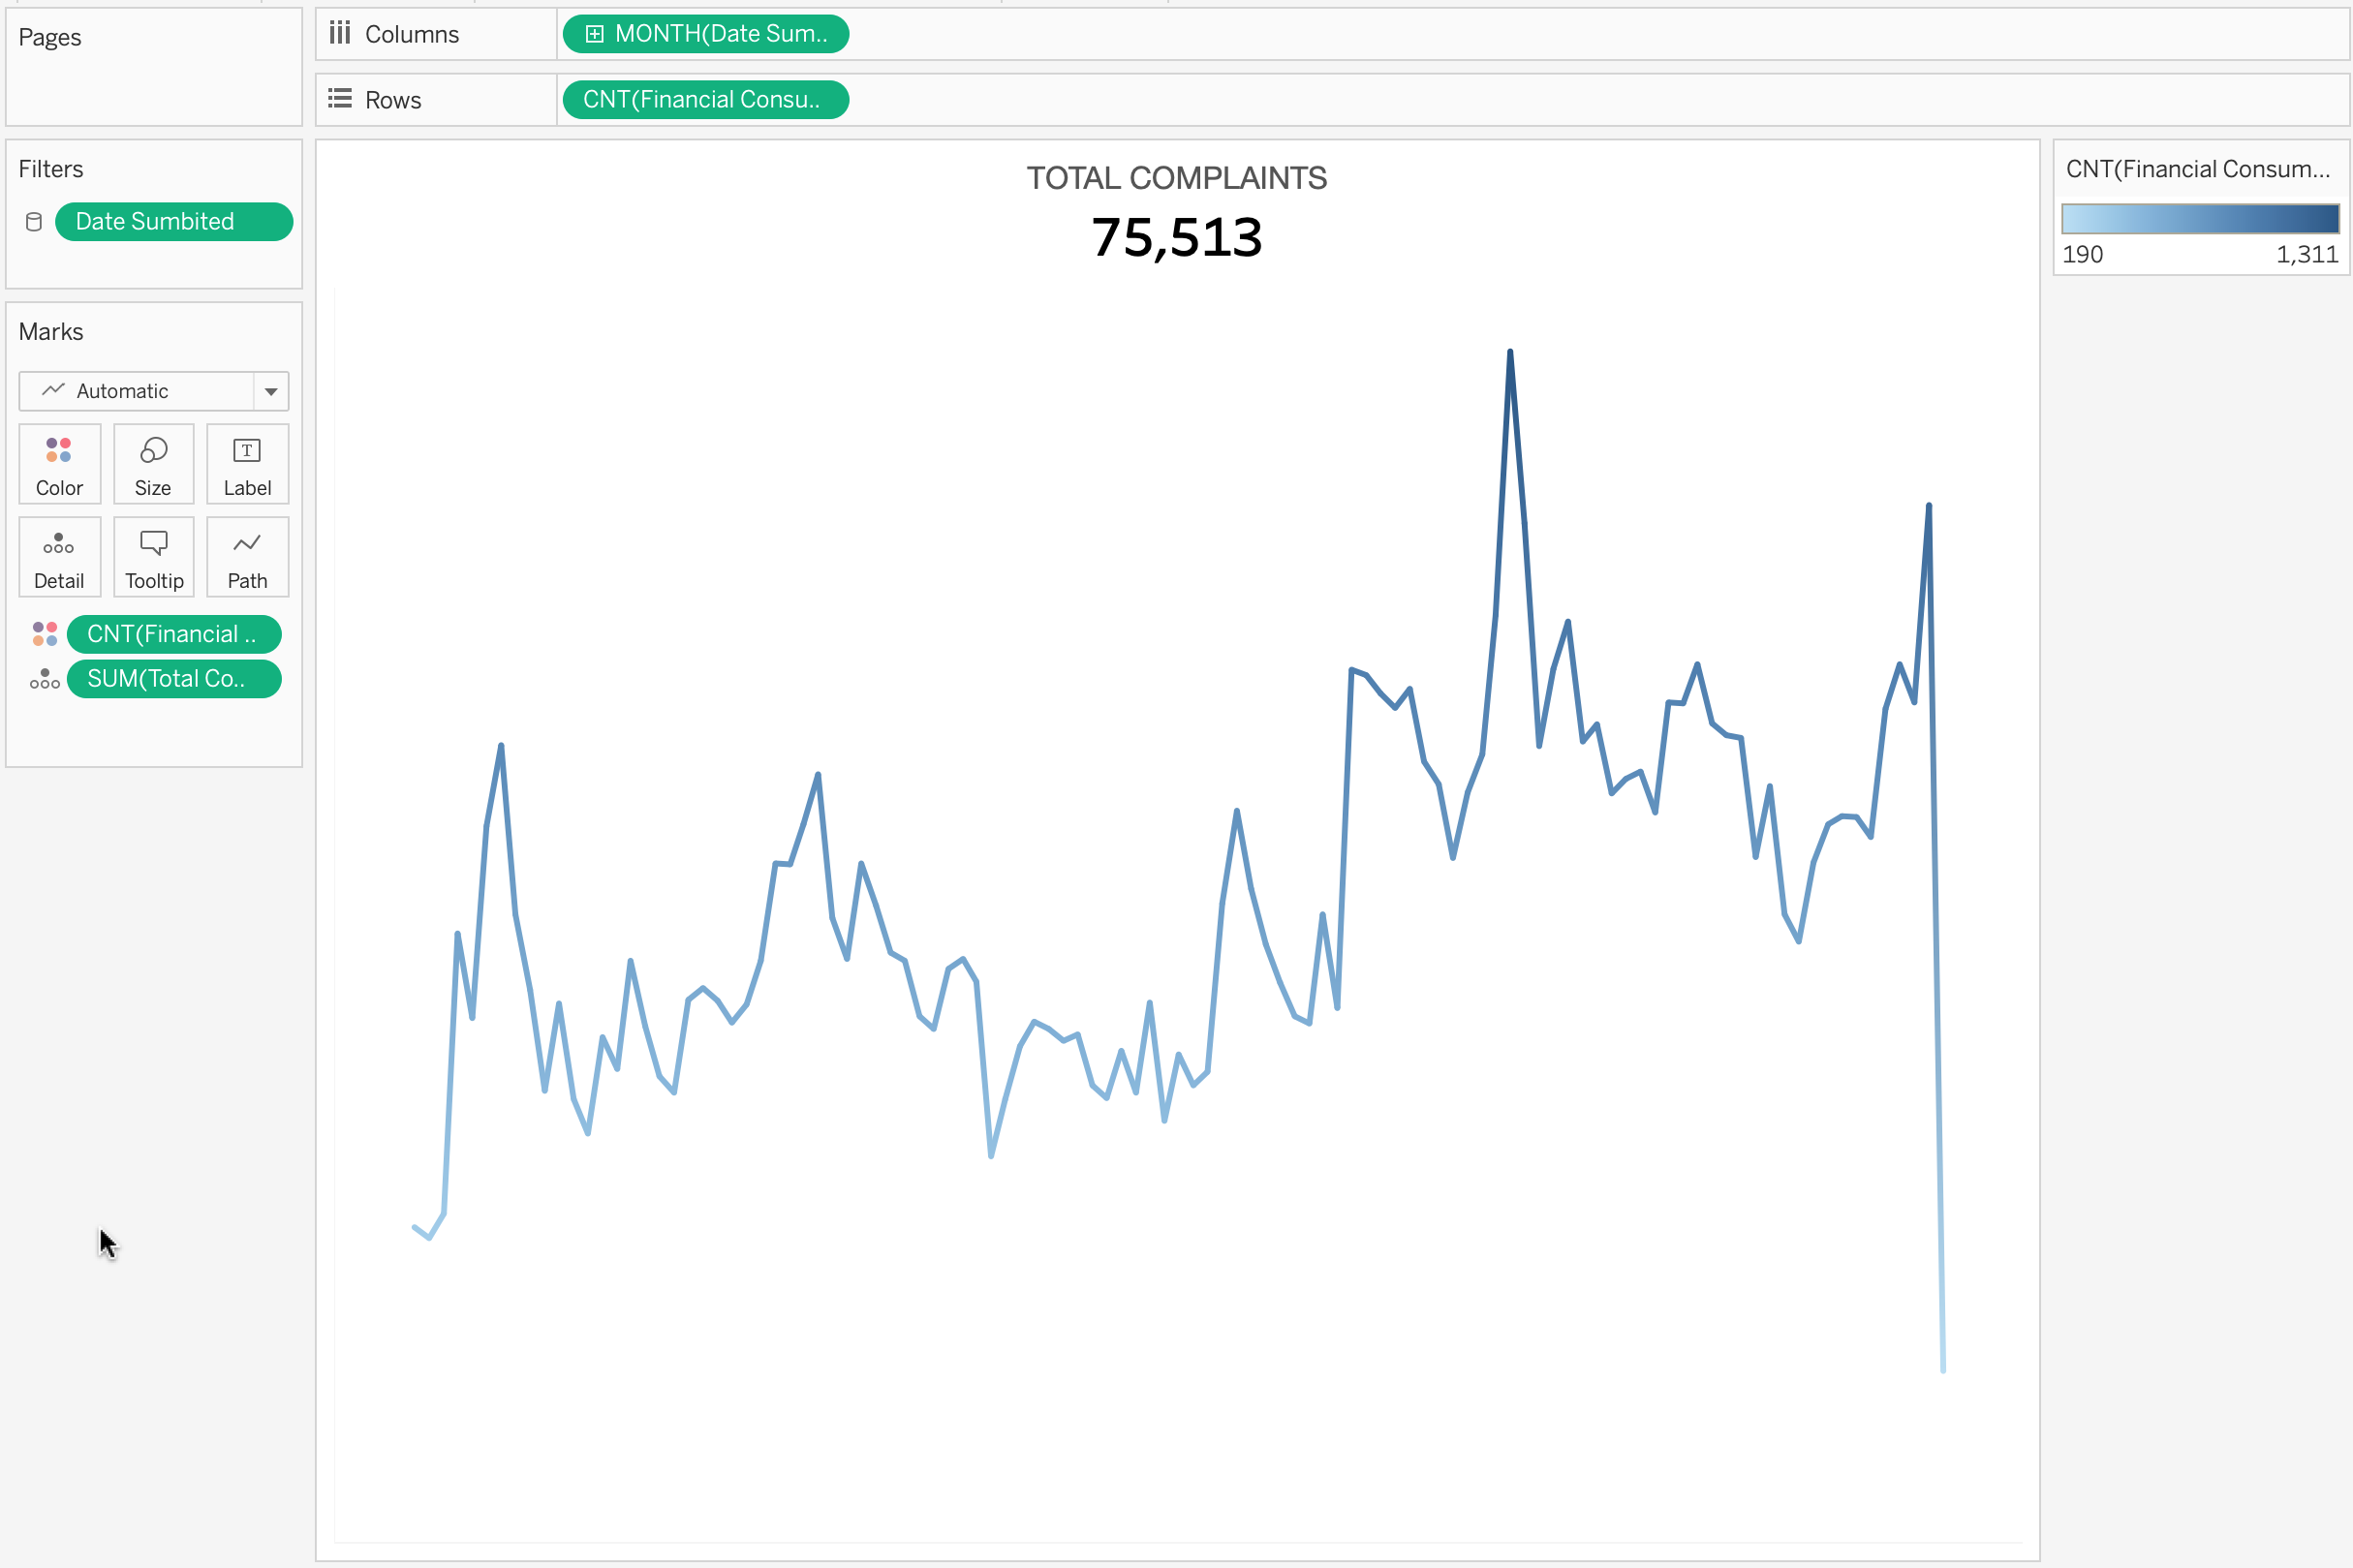 Pages
Columns
MONTH(Date Sum..
Rows
CNT(Financial Consu..
Filters
Date Sumbited
Marks
Automatic
Color
Size
T
Label
Detail
Tooltip
Path
CNT(Financial ..
SUM(Total Co..
TOTAL COMPLAINTS
75,513
CNT(Financial Consum...
190 1,311